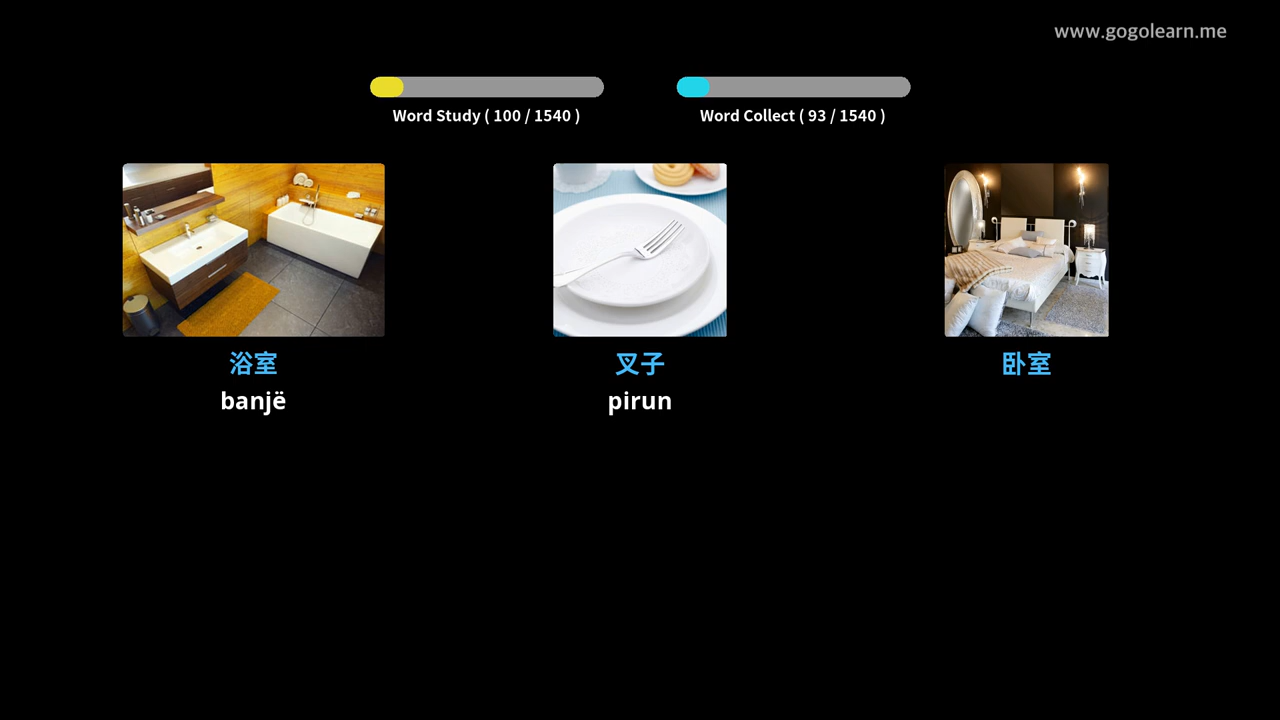 www.gogolearn.me
Word Study ( 100 / 1540 )
Word Collect ( 93 / 1540 )
浴室
banjë
叉子
pirun
卧室